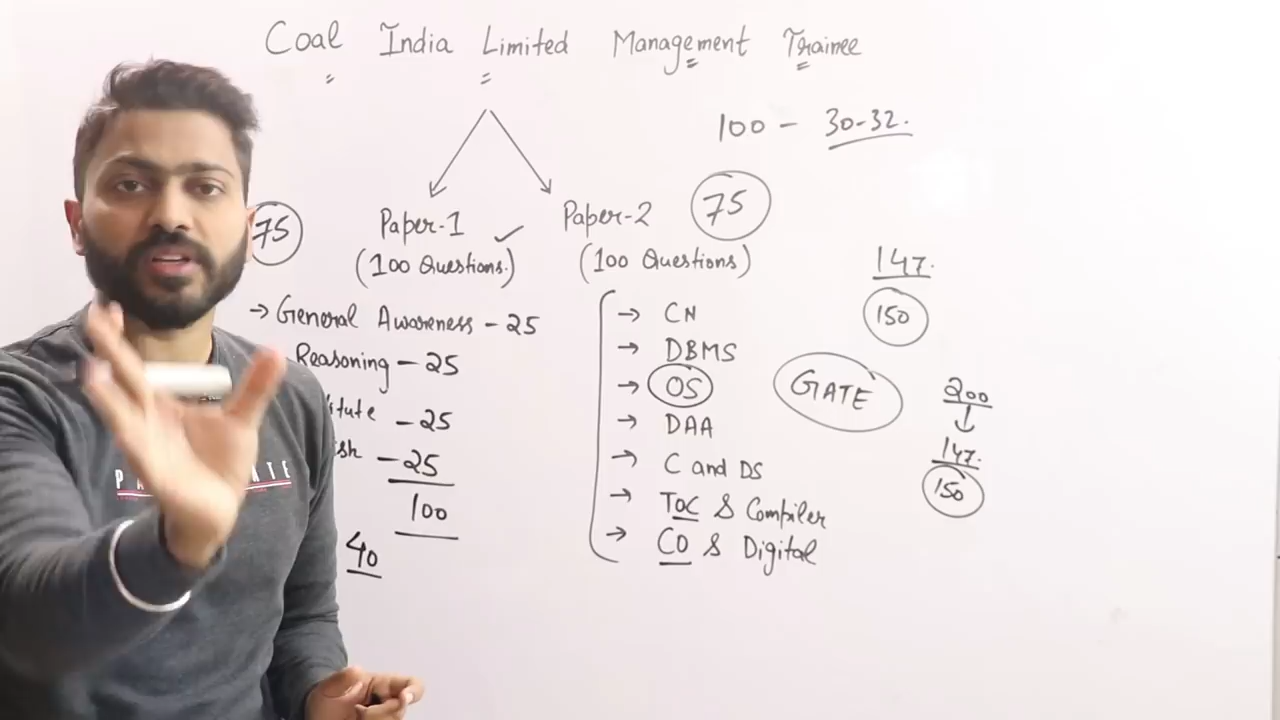 Coal India Limited Management Trainee
100 - 30-32.
75
Paper-1
(100 Questions)
→ General Awareness - 25
Reasoning - 25
- 25
- 25
100
40
Paper-2
75
(100 Questions)
→ CN
→ DBMS
→ OS
→ DAA
→ C and DS
→ TOC & Compiler
→ CO & Digital
GATE
147.
150
200
147.
150